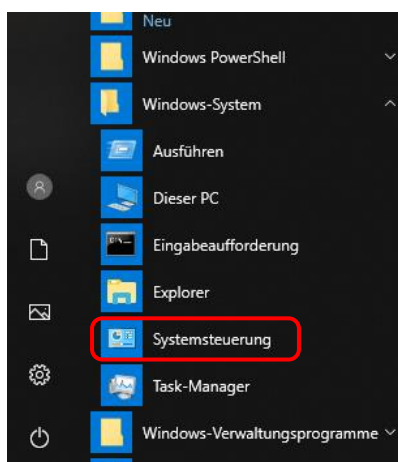 Neu
Windows PowerShell
Windows-System
Ausführen
Dieser PC
Eingabeaufforderung
Explorer
Systemsteuerung
Task-Manager
Windows-Verwaltungsprogramme